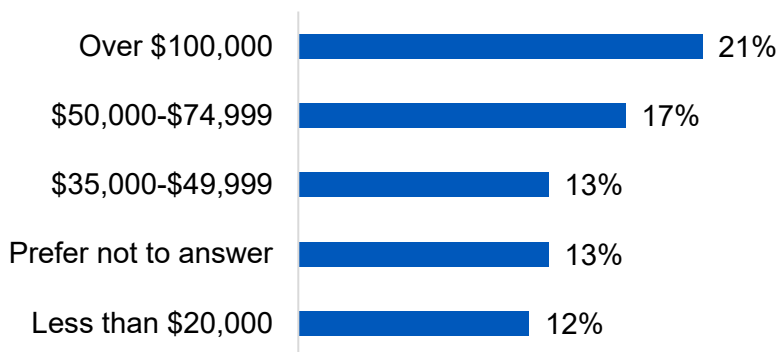 Over $100,000 21%
$50,000-$74,999 17%
$35,000-$49,999 13%
Prefer not to answer 13%
Less than $20,000 12%